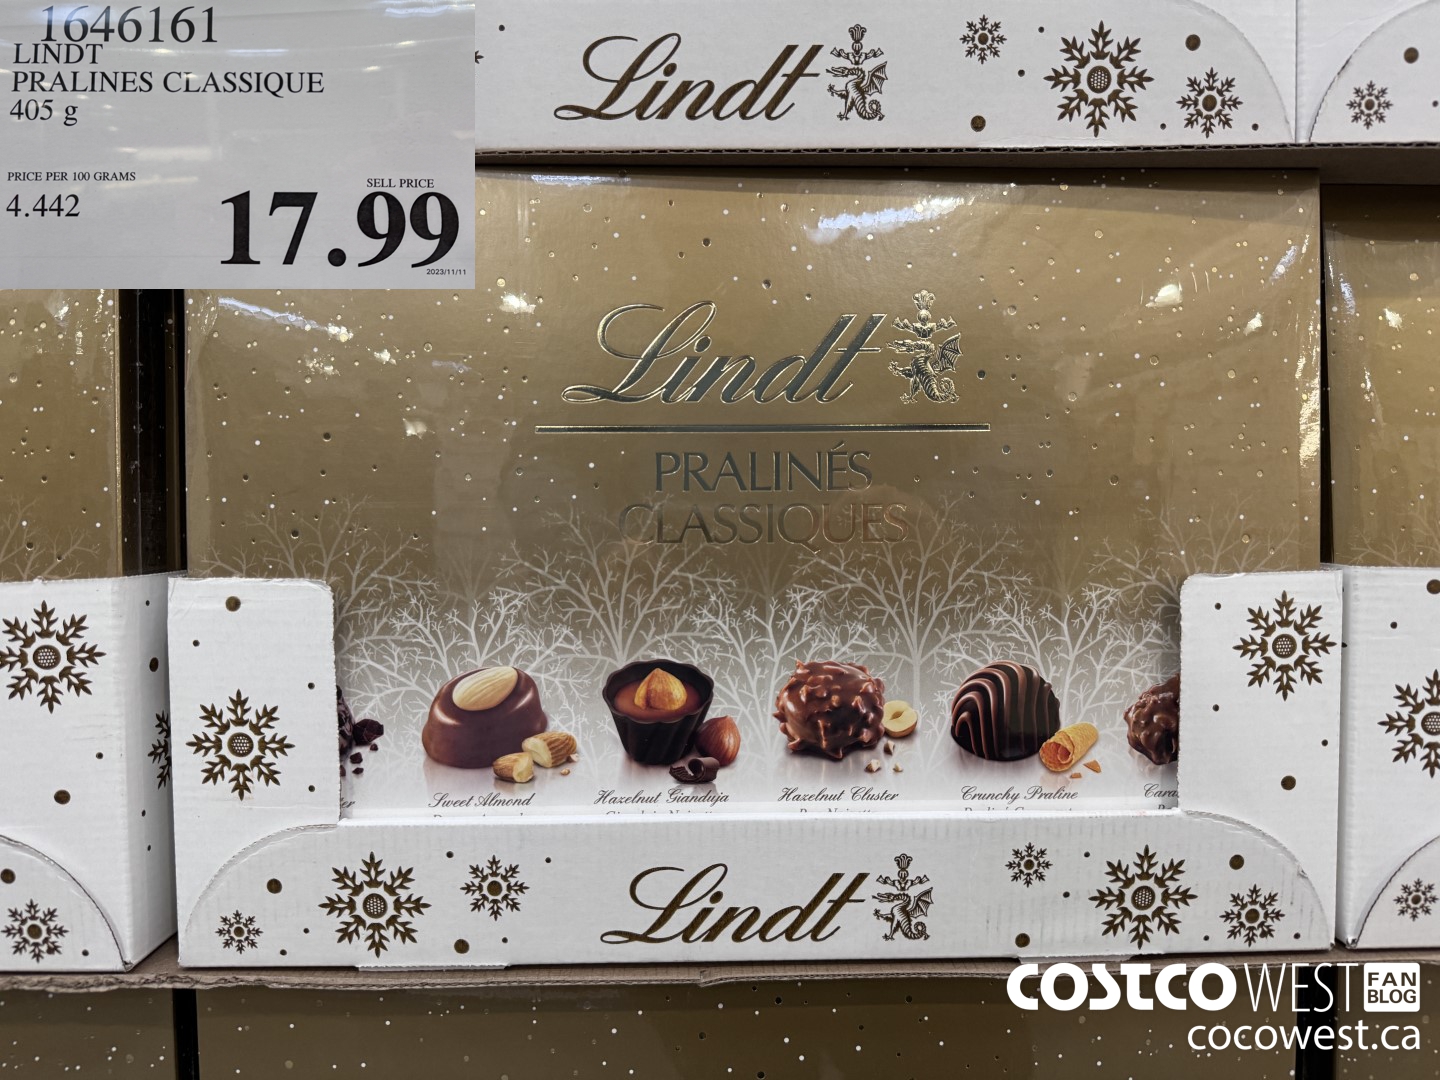 1646161
LINDT
PRALINES CLASSIQUE
405 g
PRICE PER 100 GRAMS
4.442
SELL PRICE
17.99
2023/11/11
Lindt
Lindt
PRALINÉS
CLASSIQUES
Sweet Almond
Hazelnut Gianduja
Hazelnut Cluster
Crunchy Praline
Lindt
COSTCO WEST FAN BLOG
cocowest.ca